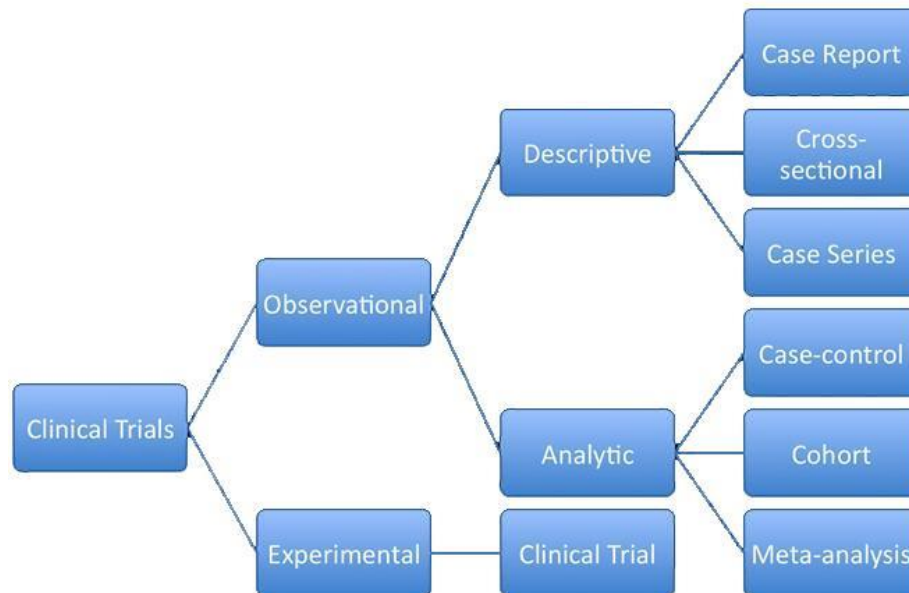 Case Report
Descriptive
Cross-
sectional
Case Series
Observational
Case-control
Clinical Trials
Analytic
Cohort
Experimental
Clinical Trial
Meta-analysis